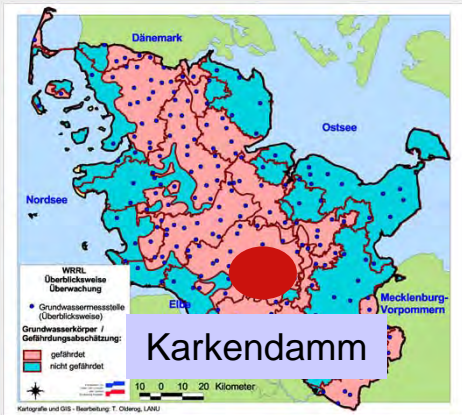 Dänemark
Ostsee
Nordsee
Elbe
Mecklenburg-
Vorpommern
WRRL
Überblicksweise
Überwachung
Grundwassermessstelle
(Überblicksweise)
Grundwasserkörper /
Gefährdungsabschätzung:
gefährdet
nicht gefährdet
Karkendamm
10 0 10 20 Kilometer
Kartografie und GIS - Bearbeitung: T. Olderog, LANU